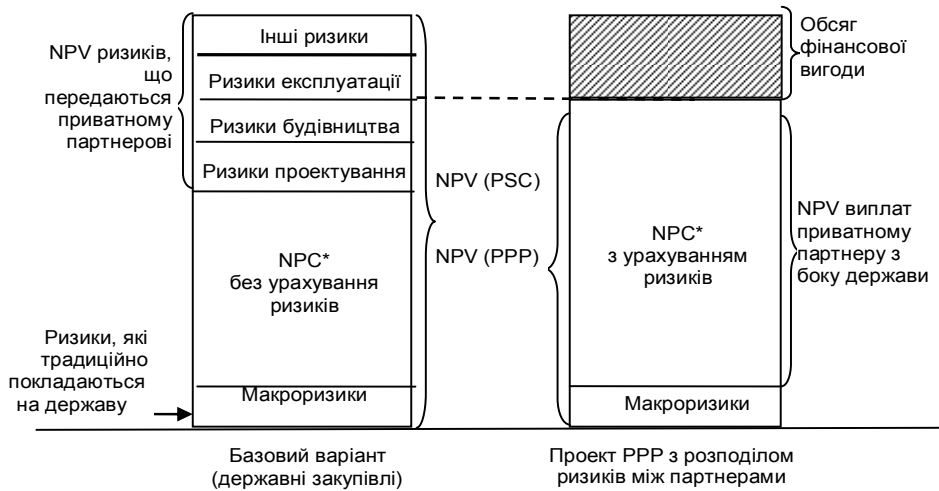 NPV ризиків,
що
передаються
приватному
партнерові
Інші ризики
Ризики експлуатації
Ризики будівництва
Ризики проектування
NPC*
без урахування
ризиків
Макроризики
Ризики, які
традиційно
покладаються
на державу
NPV (PSC)
NPV (PPP)
Обсяг
фінансової
вигоди
NPC*
з урахуванням
ризиків
Макроризики
NPV виплат
приватному
партнеру з
боку держави
Базовий варіант
(державні закупівлі)
Проект PPP з розподілом
ризиків між партнерами